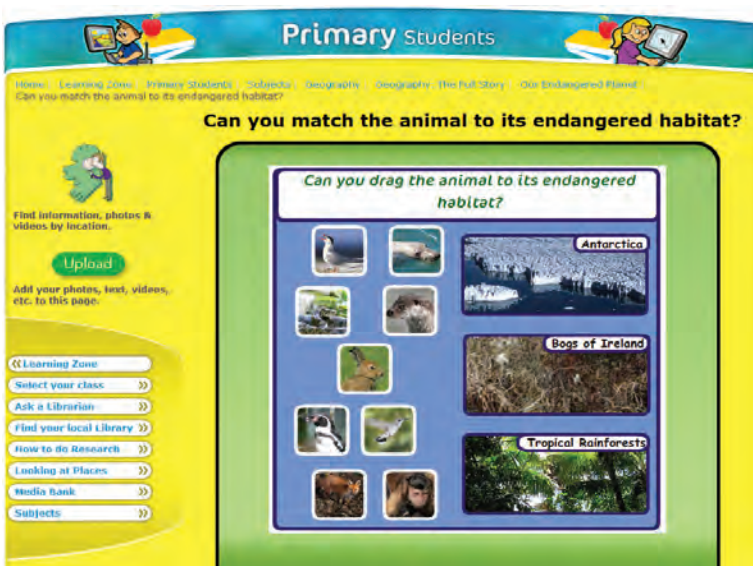 Primary Students
Home Learning Zone Primary Students Subjects Geography Geography: The Full Story Our Endangered Planet
Can you match the animal to its endangered habitat?
Can you match the animal to its endangered habitat?
Find information, photos &
videos by location.
Upload
Add your photos, text, videos,
etc. to this page.
Learning Zone
Select your class
Ask a Librarian
Find your local Library
How to do Research
Looking at Places
Media Bank
Subjects
Can you drag the animal to its endangered
habitat?
Antarctica
Bogs of Ireland
Tropical Rainforests